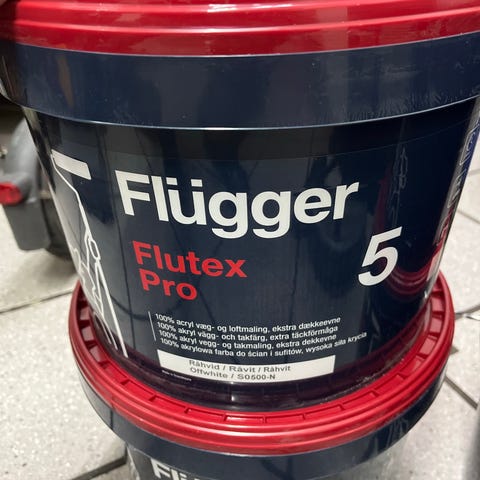 Flügger
Flutex
Pro
5
100% acryl væg- og loftmaling, ekstra dækkeevne
100% akryl vägg- och takfärg, extra täckförmåga
100% akryl vegg- og takmaling, ekstra dekkevne
100% akrylowa farba do ścian i sufitów, wysoka siła krycia
Råhvid / Råvit / Råhvit
Offwhite / S0500-N
Flügger